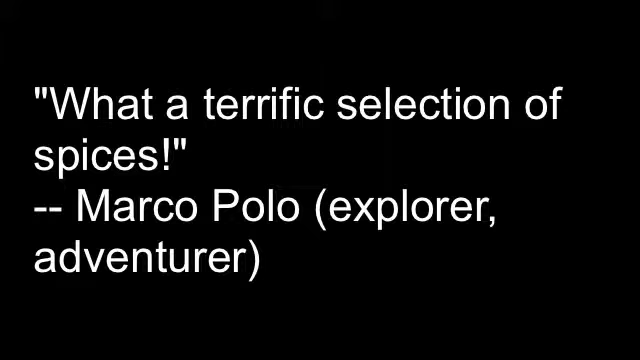 "What a terrific selection of
spices!"
-- Marco Polo (explorer,
adventurer)